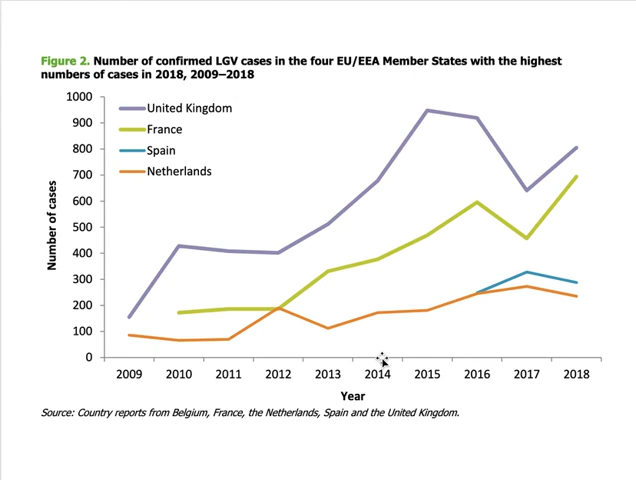 Figure 2. Number of confirmed LGV cases in the four EU/EEA Member States with the highest
numbers of cases in 2018, 2009–2018
1000
900
800
700
600
500
400
300
200
100
0
Number of cases
United Kingdom
France
Spain
Netherlands
2009 2010 2011 2012 2013 2014 2015 2016 2017 2018
Year
Source: Country reports from Belgium, France, the Netherlands, Spain and the United Kingdom.